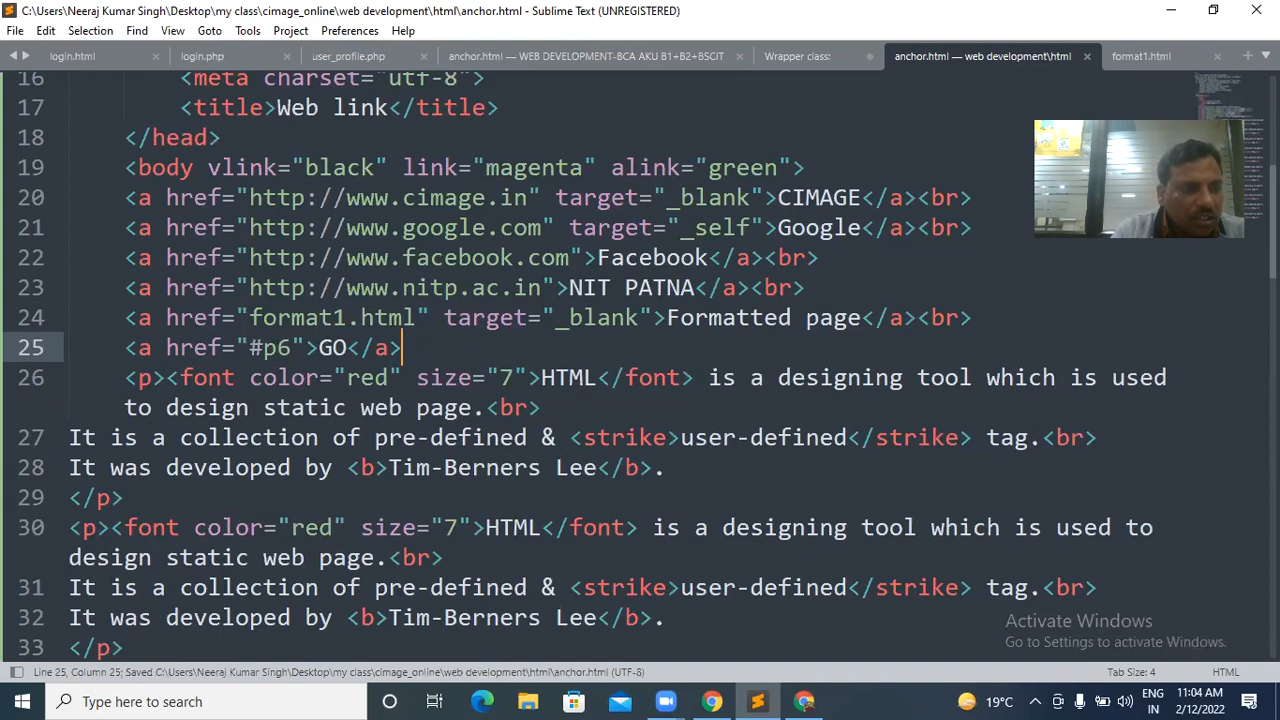 C:\Users\Neeraj Kumar Singh\Desktop\my class\cimage_online\web development\html\anchor.html - Sublime Text (UNREGISTERED)
File Edit Selection Find View Goto Tools Project Preferences Help
login.html login.php user_profile.php anchor.html — WEB DEVELOPMENT-BCA AKU B1+B2+BSCIT Wrapper class: anchor.html — web development\html format1.html
16 <meta charset="utf-8">
17 <title>Web link</title>
18 </head>
19 <body vlink="black" link="magenta" alink="green">
20 <a href="http://www.cimage.in" target="_blank">CIMAGE</a><br>
21 <a href="http://www.google.com target="_self">Google</a><br>
22 <a href="http://www.facebook.com">Facebook</a><br>
23 <a href="http://www.nitp.ac.in">NIT PATNA</a><br>
24 <a href="format1.html" target="_blank">Formatted page</a><br>
25 <a href="#p6">GO</a>
26 <p><font color="red" size="7">HTML</font> is a designing tool which is used
to design static web page.<br>
27 It is a collection of pre-defined & <strike>user-defined</strike> tag.<br>
28 It was developed by <b>Tim-Berners Lee</b>.
29 </p>
30 <p><font color="red" size="7">HTML</font> is a designing tool which is used to
design static web page.<br>
31 It is a collection of pre-defined & <strike>user-defined</strike> tag.<br>
32 It was developed by <b>Tim-Berners Lee</b>.
33 </p>
Activate Windows
Go to Settings to activate Windows.
Line 25, Column 25; Saved C:\Users\Neeraj Kumar Singh\Desktop\my class\cimage_online\web development\html\anchor.html (UTF-8) Tab Size: 4 HTML
Type here to search 19°C ENG IN 11:04 AM 2/12/2022